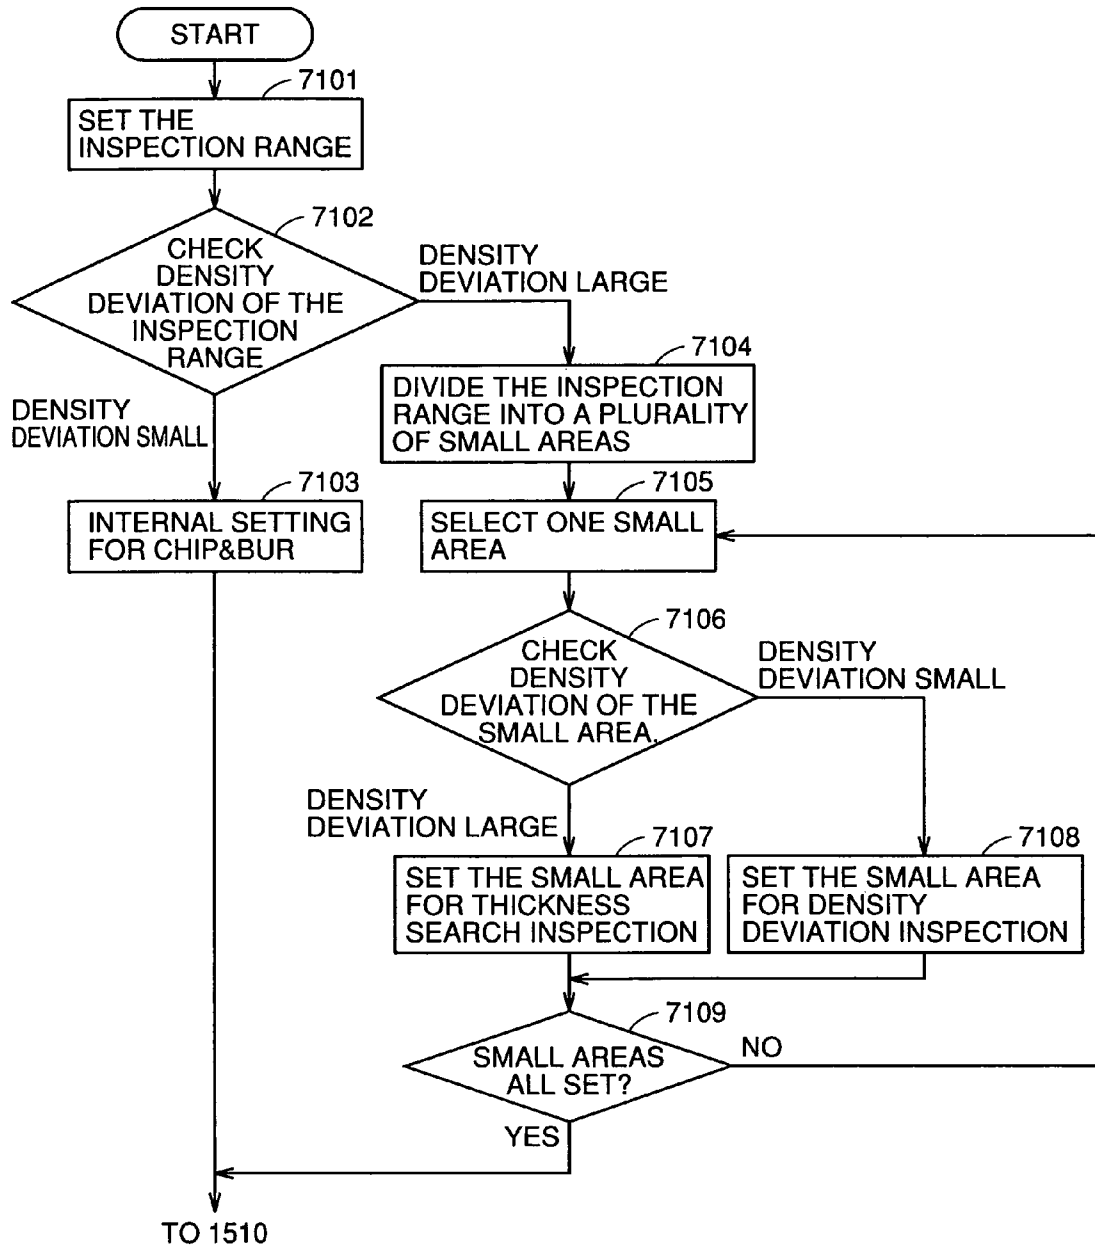 START
7101
SET THE
INSPECTION RANGE
7102
CHECK
DENSITY
DEVIATION OF THE
INSPECTION
RANGE
DENSITY
DEVIATION LARGE
DENSITY
DEVIATION SMALL
7103
INTERNAL SETTING
FOR CHIP&BUR
7104
DIVIDE THE INSPECTION
RANGE INTO A PLURALITY
OF SMALL AREAS
7105
SELECT ONE SMALL
AREA
7106
CHECK
DENSITY
DEVIATION OF THE
SMALL AREA.
DENSITY
DEVIATION SMALL
DENSITY
DEVIATION LARGE
7107
SET THE SMALL AREA
FOR THICKNESS
SEARCH INSPECTION
7108
SET THE SMALL AREA
FOR DENSITY
DEVIATION INSPECTION
7109
SMALL AREAS
ALL SET?
NO
YES
TO 1510